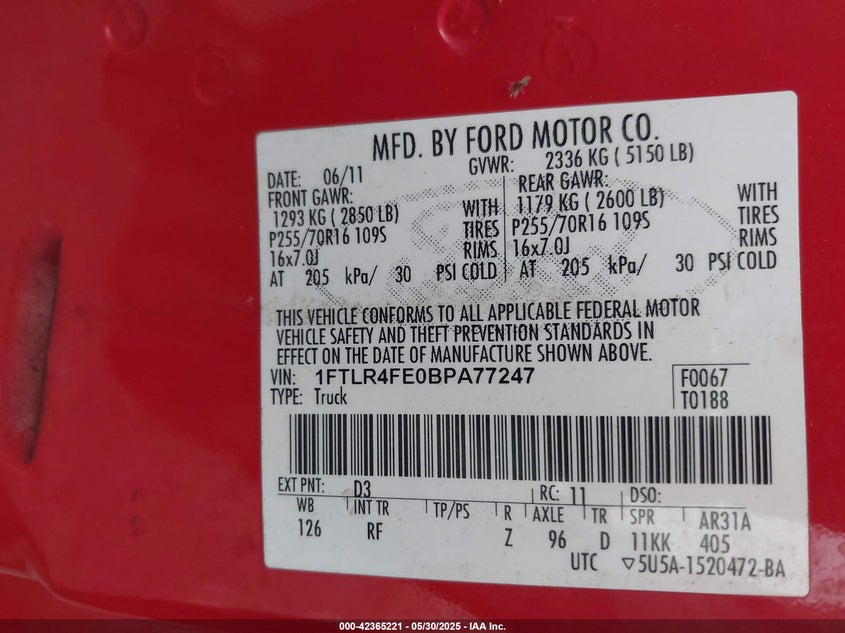 MFD. BY FORD MOTOR CO.
DATE: 06/11 GVWR: 2336 KG ( 5150 LB)
FRONT GAWR: REAR GAWR:
1293 KG ( 2850 LB) WITH 1179 KG ( 2600 LB) WITH
P255/70R16 109S TIRES P255/70R16 109S TIRES
16x7.0J RIMS 16x7.0J RIMS
AT 205 kPa/ 30 PSI COLD AT 205 kPa/ 30 PSI COLD
THIS VEHICLE CONFORMS TO ALL APPLICABLE FEDERAL MOTOR
VEHICLE SAFETY AND THEFT PREVENTION STANDARDS IN
EFFECT ON THE DATE OF MANUFACTURE SHOWN ABOVE.
VIN: 1FTLR4FE0BPA77247 F0067
TYPE: Truck T0188
EXT PNT: D3 RC: 11 DSO:
WB INT TR TP/PS R AXLE TR SPR AR31A
126 RF Z 96 D 11KK 405
UTC ▽5U5A-1520472-BA
000-42365221 - 05/30/2025 - IAA Inc.